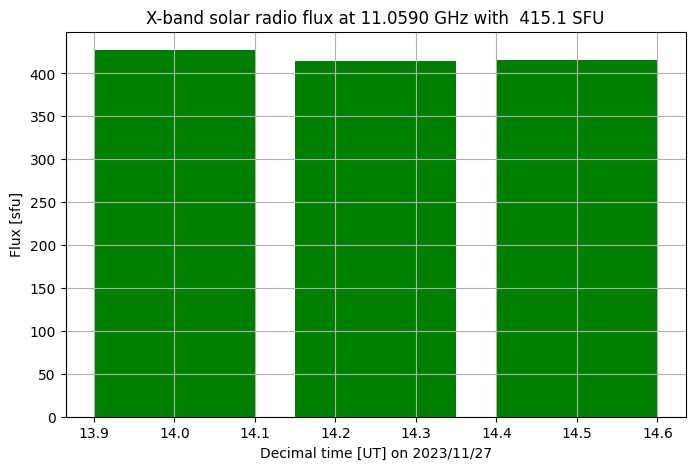 X-band solar radio flux at 11.0590 GHz with  415.1 SFU
Flux [sfu]
400
350
300
250
200
150
100
50
0
13.9 14.0 14.1 14.2 14.3 14.4 14.5 14.6
Decimal time [UT] on 2023/11/27